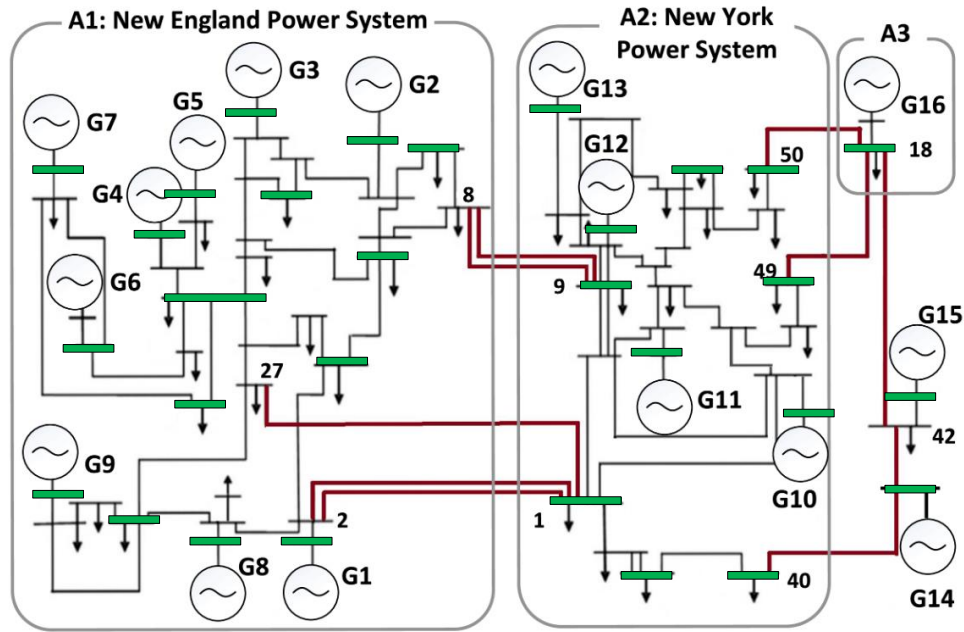 A1: New England Power System
A2: New York
Power System
A3
G3
G2
G5
G7
G4
G6
8
27
G9
2
G8
G1
G13
G12
50
9
49
G11
G10
1
40
G16
18
G15
42
G14